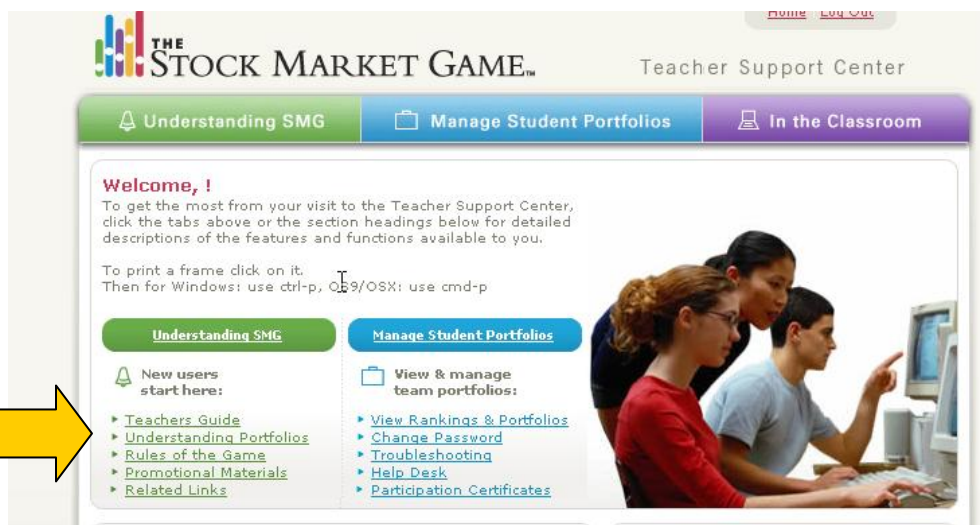 Home Log Out
THE
STOCK MARKET GAME™
Teacher Support Center
Understanding SMG
Manage Student Portfolios
In the Classroom
Welcome, !
To get the most from your visit to the Teacher Support Center,
click the tabs above or the section headings below for detailed
descriptions of the features and functions available to you.
To print a frame click on it.
Then for Windows: use ctrl-p, OS9/OSX: use cmd-p
Understanding SMG
New users
start here:
Teachers Guide
Understanding Portfolios
Rules of the Game
Promotional Materials
Related Links
Manage Student Portfolios
View & manage
team portfolios:
View Rankings & Portfolios
Change Password
Troubleshooting
Help Desk
Participation Certificates